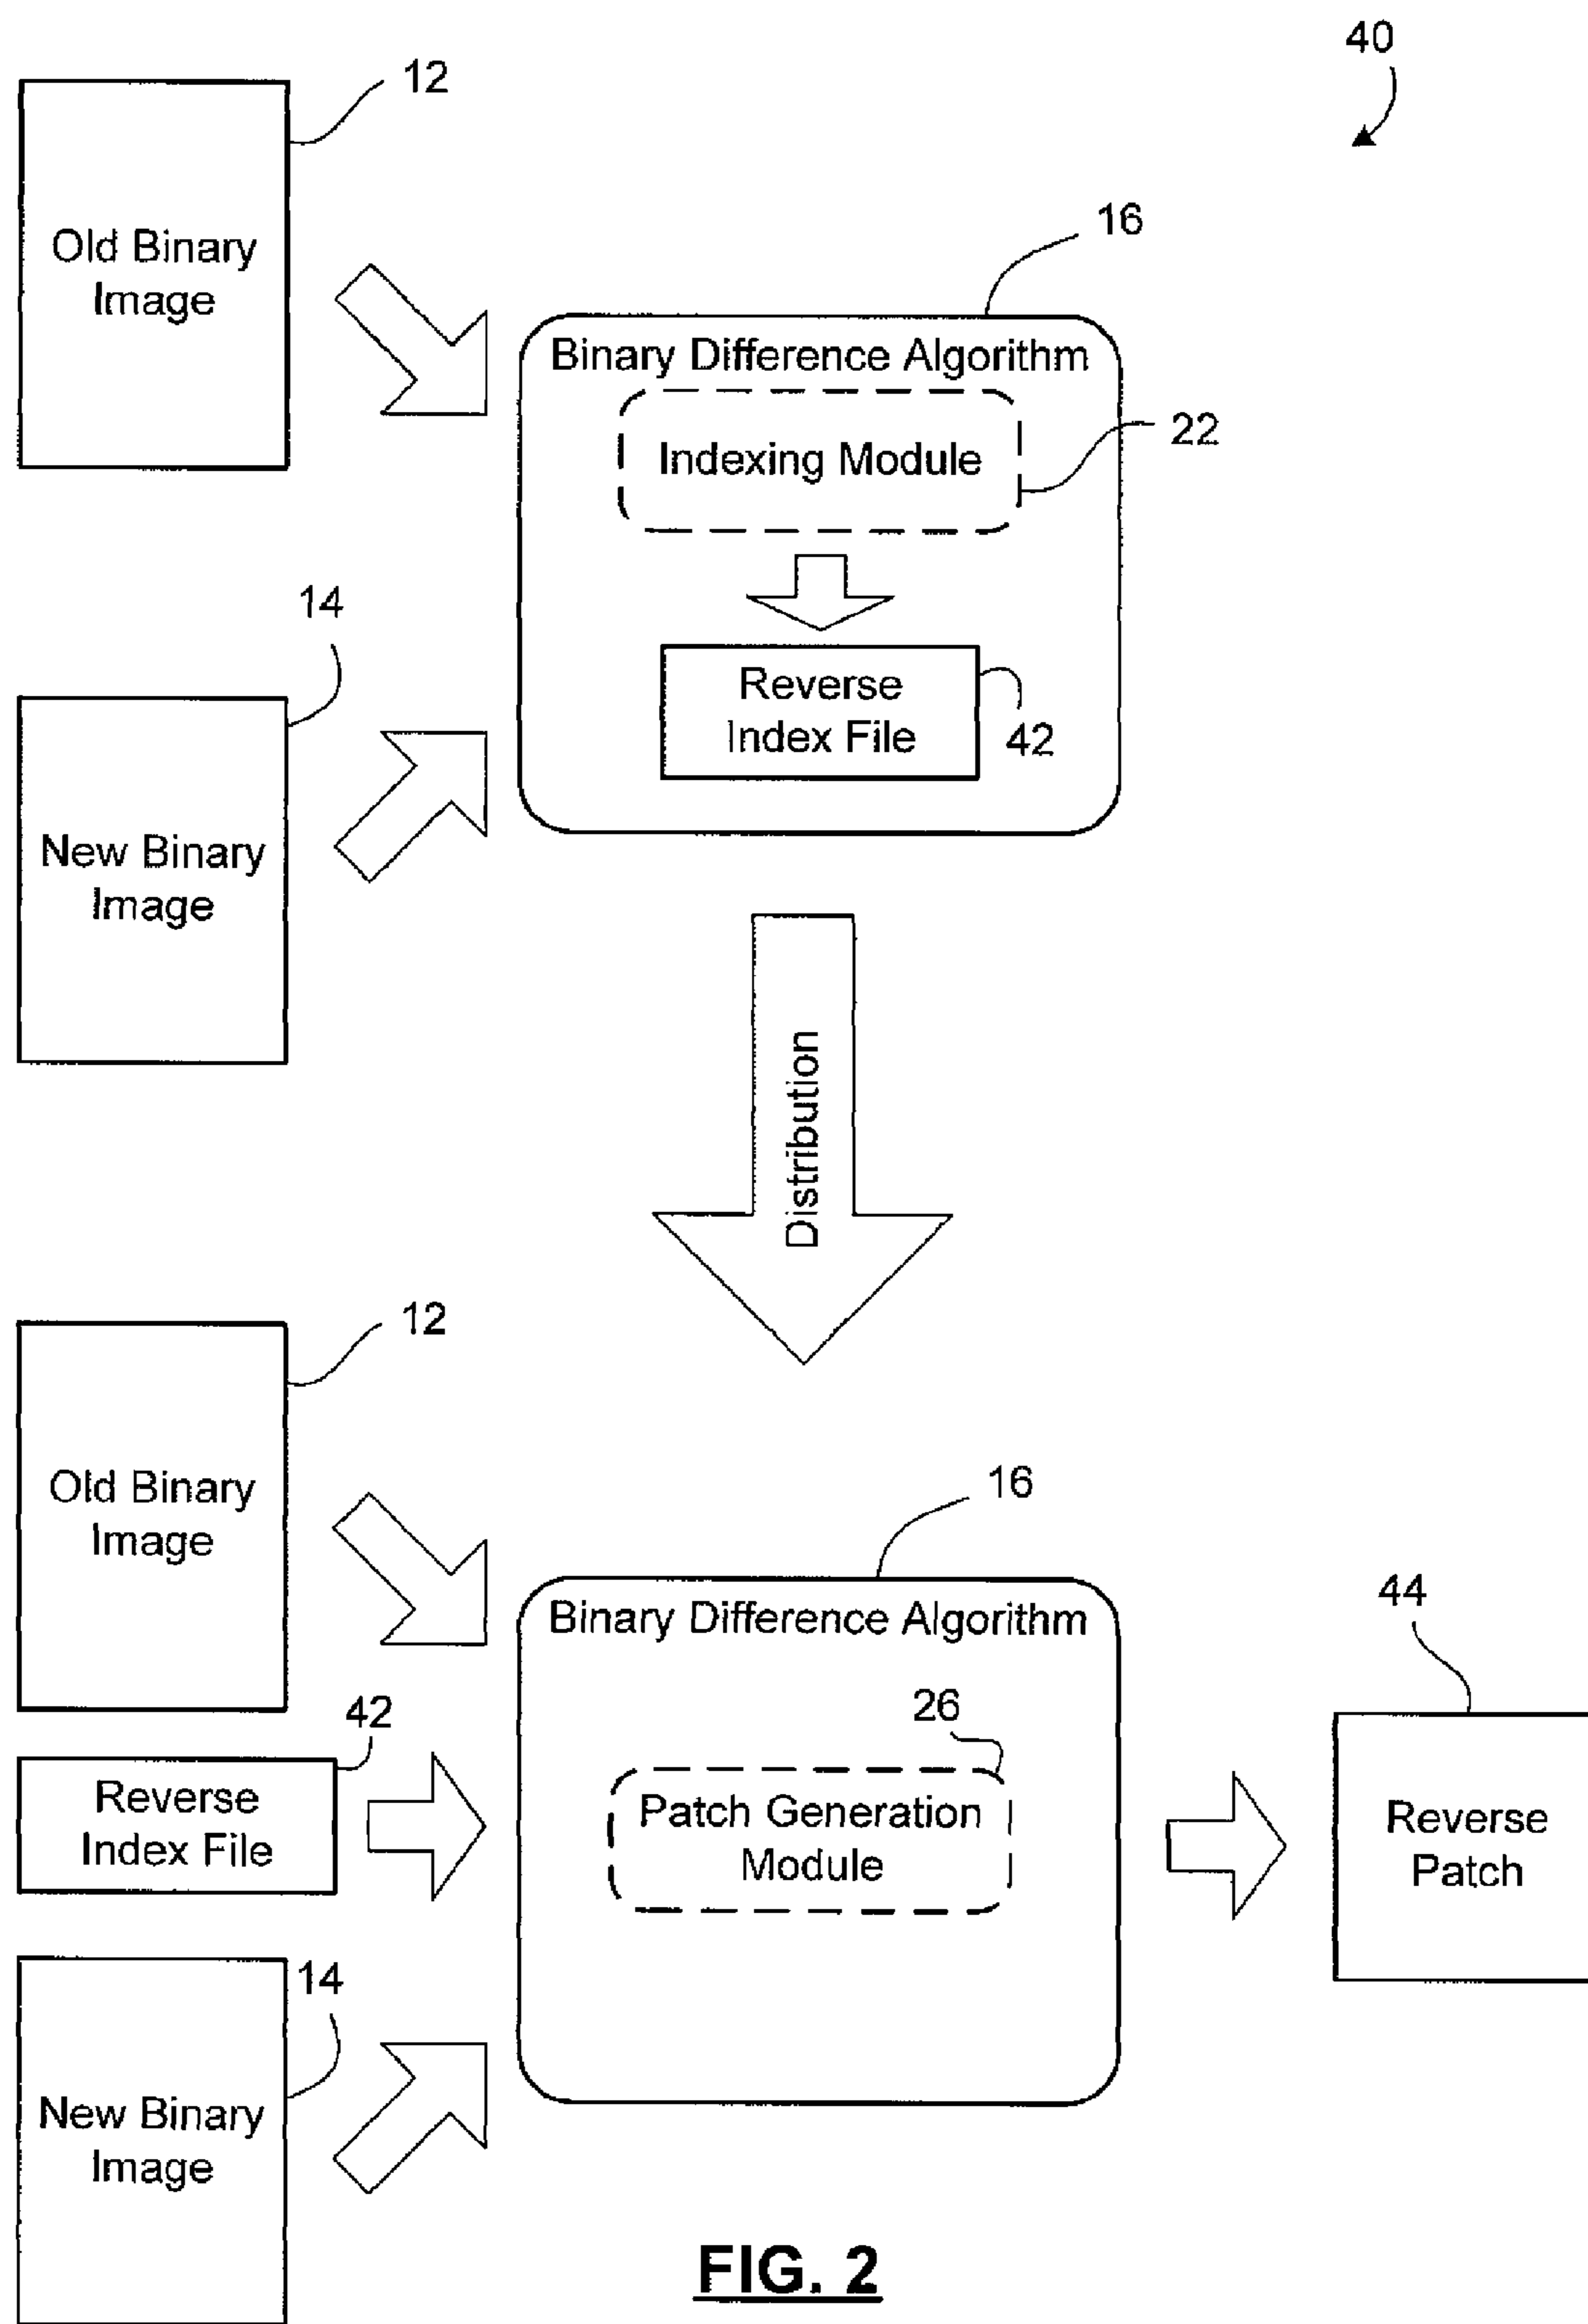 40
12
Old Binary
Image
16
Binary Difference Algorithm
Indexing Module
22
14
Reverse
Index File
42
New Binary
Image
Distribution
12
Old Binary
Image
16
Binary Difference Algorithm
44
42
26
Reverse
Index File
Patch Generation
Module
Reverse
Patch
14
New Binary
Image
FIG. 2